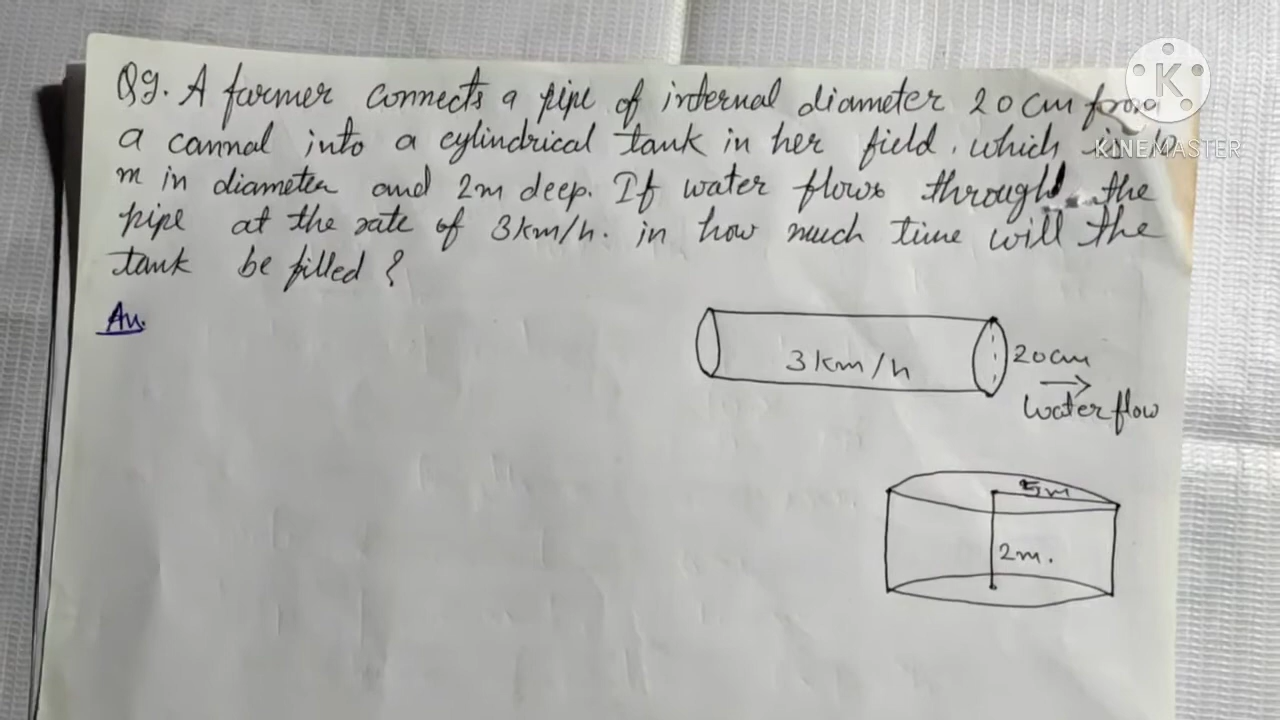 Q9. A farmer connects a pipe of internal diameter 20 cm from
a cannal into a cylindrical tank in her field. which is 10
m in diameter and 2m deep. If water flows through the
pipe at the rate of 3km/h. in how much time will the
tank be filled?
An.
3km/h
20cm
water flow
5m
2m.
K
KINEMASTER